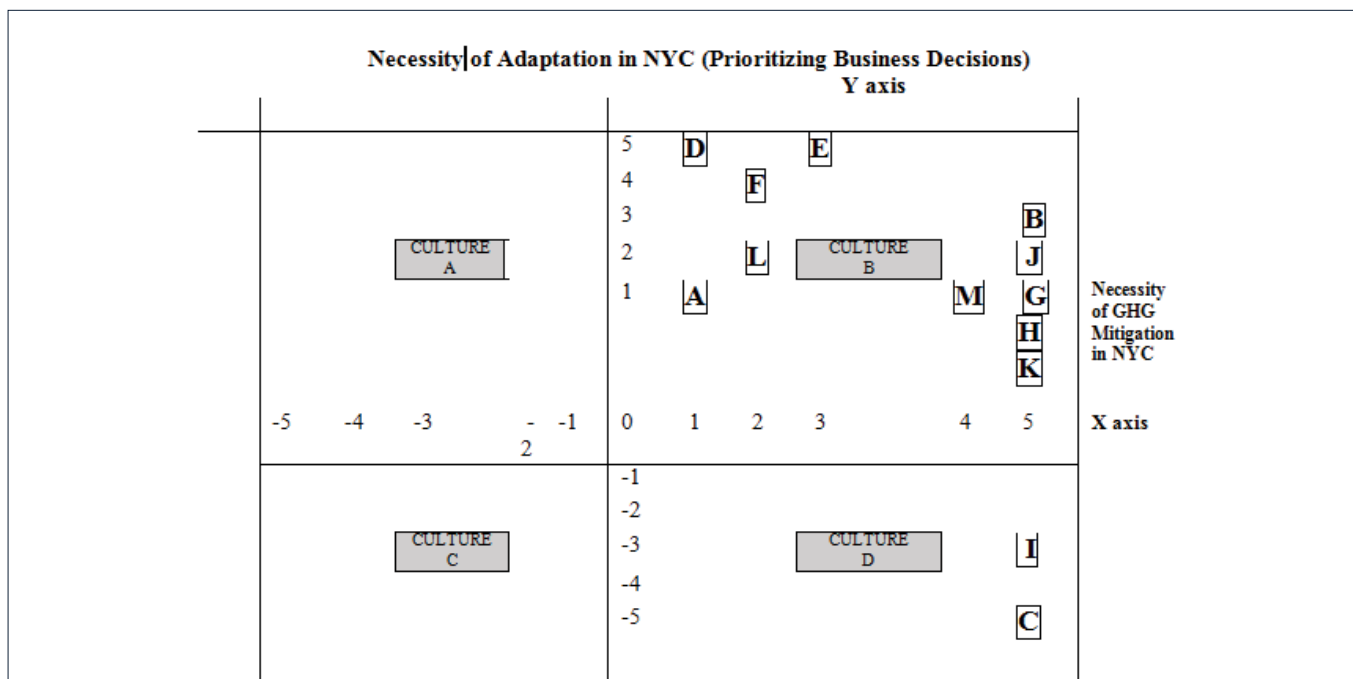 Necessity of Adaptation in NYC (Prioritizing Business Decisions)
Y axis
5 D E
4 F
3 B
CULTURE A 2 L CULTURE B J
1 A M G
Necessity of GHG Mitigation in NYC
H
K
-5 -4 -3 -2 -1 0 1 2 3 4 5 X axis
-1
-2
CULTURE C -3 CULTURE D I
-4
-5 C